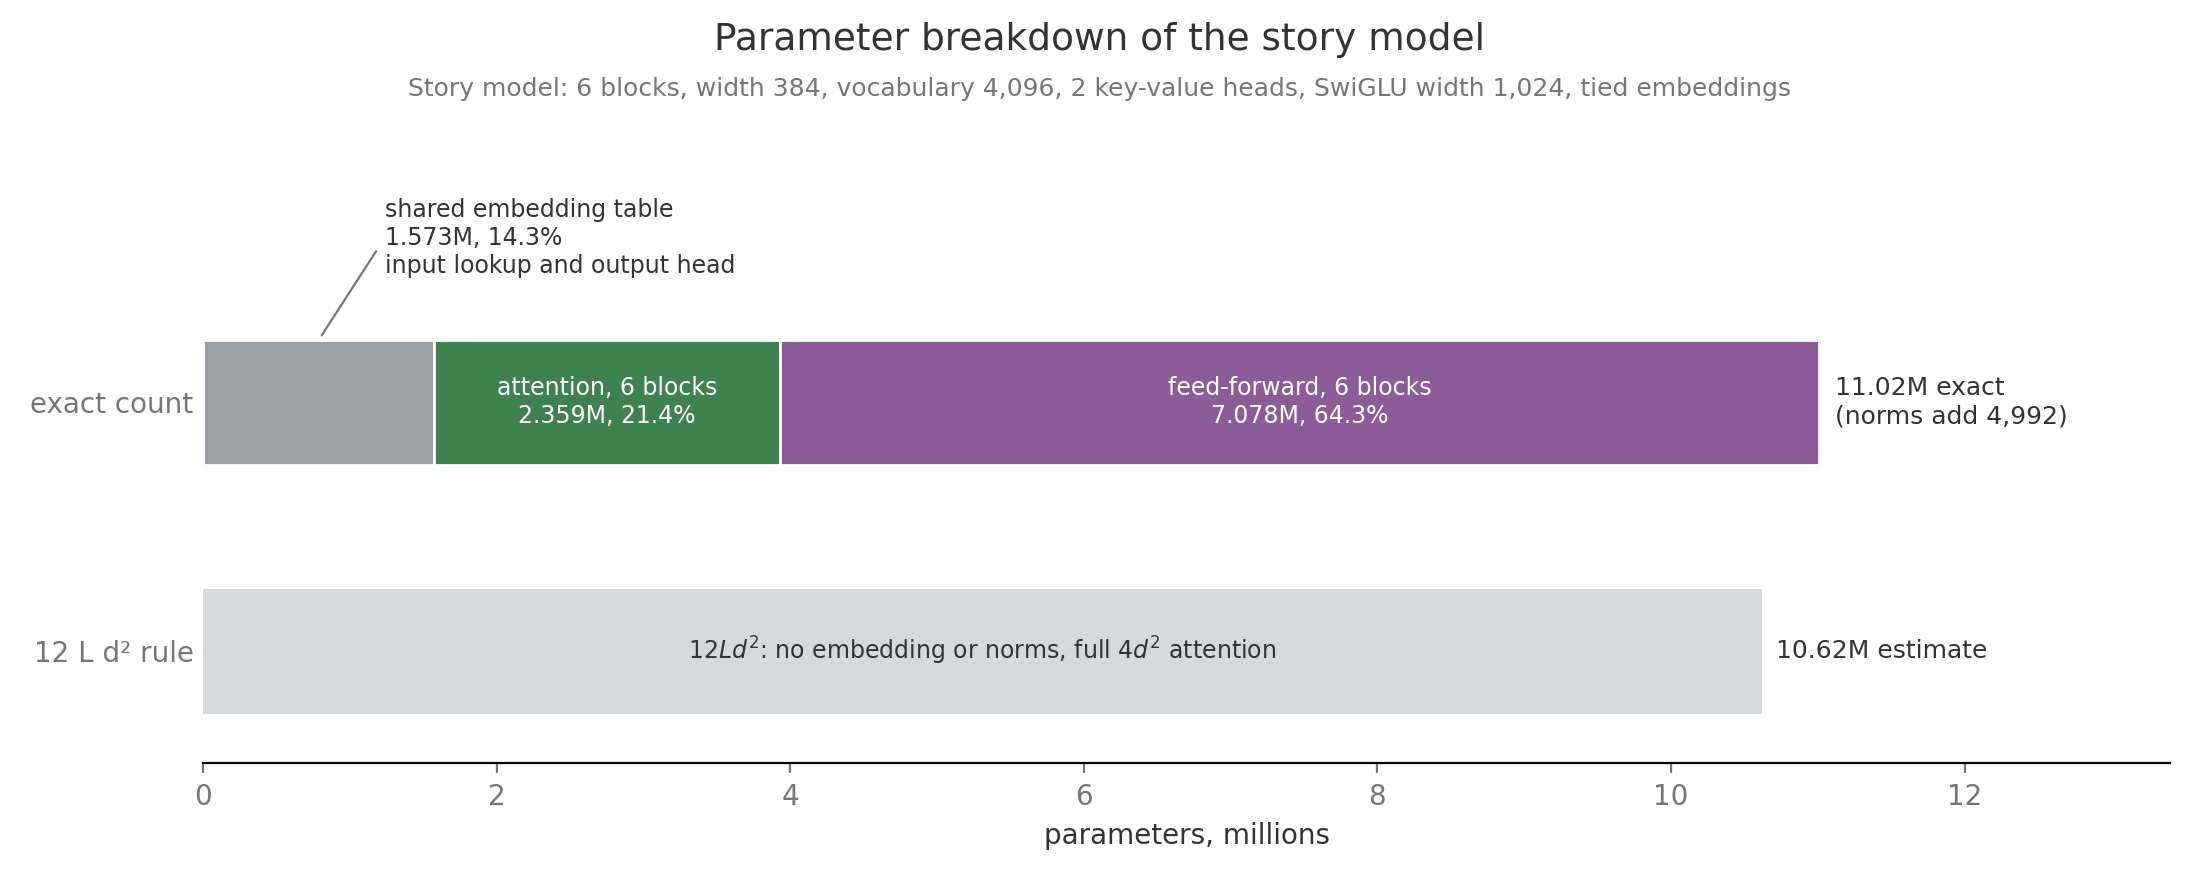 Parameter breakdown of the story model
Story model: 6 blocks, width 384, vocabulary 4,096, 2 key-value heads, SwiGLU width 1,024, tied embeddings
shared embedding table
1.573M, 14.3%
input lookup and output head
exact count
attention, 6 blocks
2.359M, 21.4%
feed-forward, 6 blocks
7.078M, 64.3%
11.02M exact
(norms add 4,992)
12 L d² rule
12Ld²: no embedding or norms, full 4d² attention
10.62M estimate
0 2 4 6 8 10 12
parameters, millions